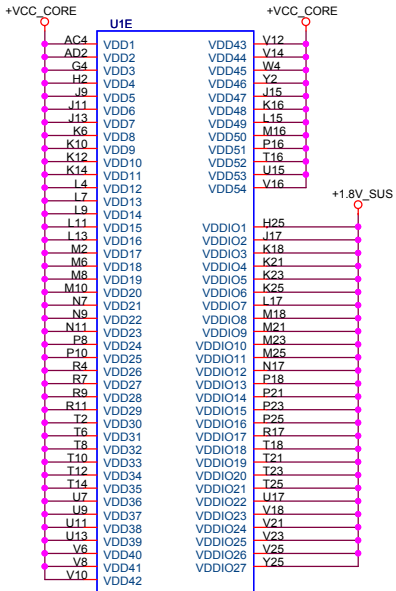 +VCC_CORE +VCC_CORE
U1E
AC4 VDD1 VDD43 V12
AD2 VDD2 VDD44 V14
G4 VDD3 VDD45 W4
H2 VDD4 VDD46 Y2
J9 VDD5 VDD47 J15
J11 VDD6 VDD48 K16
J13 VDD7 VDD49 L15
K6 VDD8 VDD50 M16
K10 VDD9 VDD51 P16
K12 VDD10 VDD52 T16
K14 VDD11 VDD53 U15
L4 VDD12 VDD54 V16
+1.8V_SUS
L7 VDD13
L9 VDD14
L11 VDD15 VDDIO1 H25
L13 VDD16 VDDIO2 J17
M2 VDD17 VDDIO3 K18
M6 VDD18 VDDIO4 K21
M8 VDD19 VDDIO5 K23
M10 VDD20 VDDIO6 K25
N7 VDD21 VDDIO7 L17
N9 VDD22 VDDIO8 M18
N11 VDD23 VDDIO9 M21
P8 VDD24 VDDIO10 M23
P10 VDD25 VDDIO11 M25
R4 VDD26 VDDIO12 N17
R7 VDD27 VDDIO13 P18
R9 VDD28 VDDIO14 P21
R11 VDD29 VDDIO15 P23
T2 VDD30 VDDIO16 P25
T6 VDD31 VDDIO17 R17
T8 VDD32 VDDIO18 T18
T10 VDD33 VDDIO19 T21
T12 VDD34 VDDIO20 T23
T14 VDD35 VDDIO21 T25
U7 VDD36 VDDIO22 U17
U9 VDD37 VDDIO23 V18
U11 VDD38 VDDIO24 V21
U13 VDD39 VDDIO25 V23
V6 VDD40 VDDIO26 V25
V8 VDD41 VDDIO27 Y25
V10 VDD42